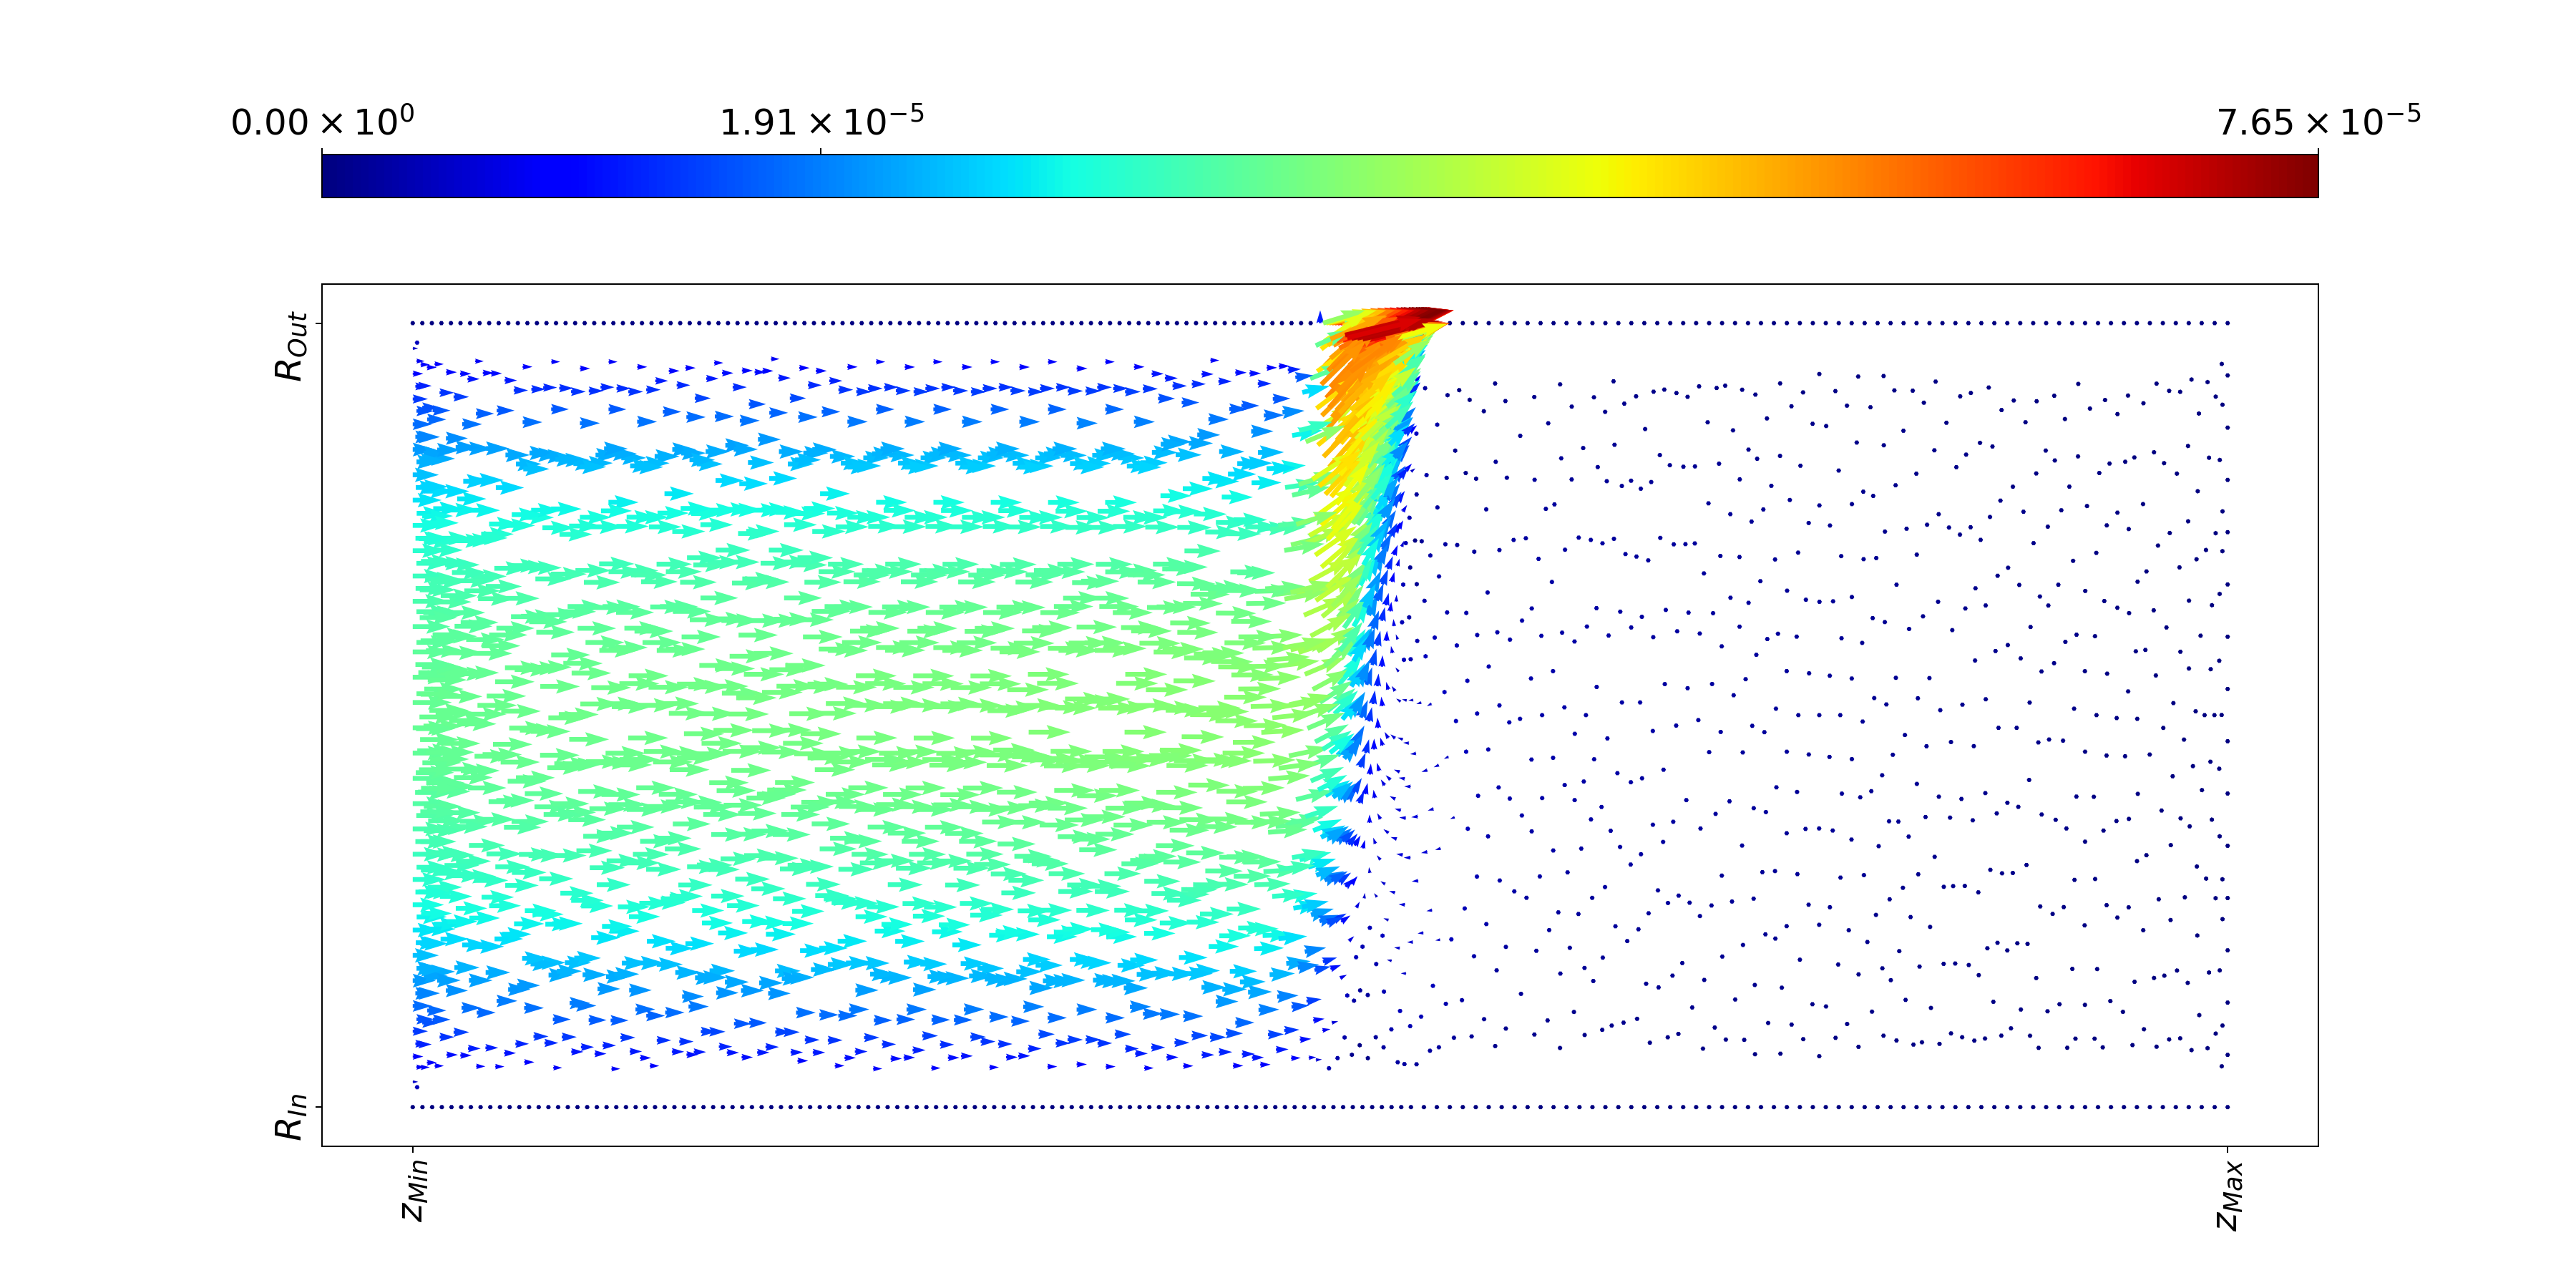 0.00 × 10⁰ 1.91 × 10⁻⁵ 7.65 × 10⁻⁵
R_Out
R_In
z_Min z_Max